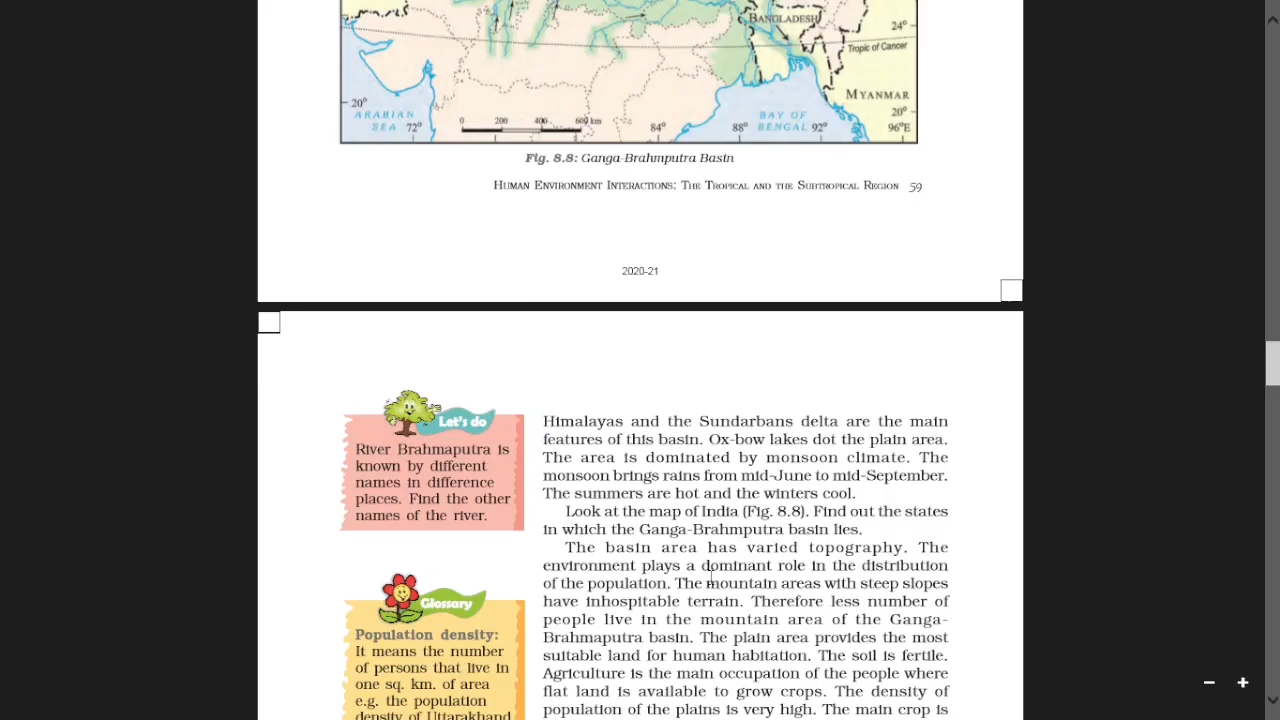 BANGLADESH
24°
Tropic of Cancer
MYANMAR
20°
ARABIAN
SEA
72°
0 200 400 600 km
84°
88°
BAY OF
BENGAL
92°
20°
96°E
Fig. 8.8: Ganga-Brahmputra Basin
HUMAN ENVIRONMENT INTERACTIONS: THE TROPICAL AND THE SUBTROPICAL REGION 59
2020-21
Let's do
River Brahmaputra is
known by different
names in difference
places. Find the other
names of the river.
Glossary
Population density:
It means the number
of persons that live in
one sq. km. of area
e.g. the population
density of Uttarakhand
Himalayas and the Sundarbans delta are the main
features of this basin. Ox-bow lakes dot the plain area.
The area is dominated by monsoon climate. The
monsoon brings rains from mid-June to mid-September.
The summers are hot and the winters cool.
Look at the map of India (Fig. 8.8). Find out the states
in which the Ganga-Brahmputra basin lies.
The basin area has varied topography. The
environment plays a dominant role in the distribution
of the population. The mountain areas with steep slopes
have inhospitable terrain. Therefore less number of
people live in the mountain area of the Ganga-
Brahmaputra basin. The plain area provides the most
suitable land for human habitation. The soil is fertile.
Agriculture is the main occupation of the people where
flat land is available to grow crops. The density of
population of the plains is very high. The main crop is